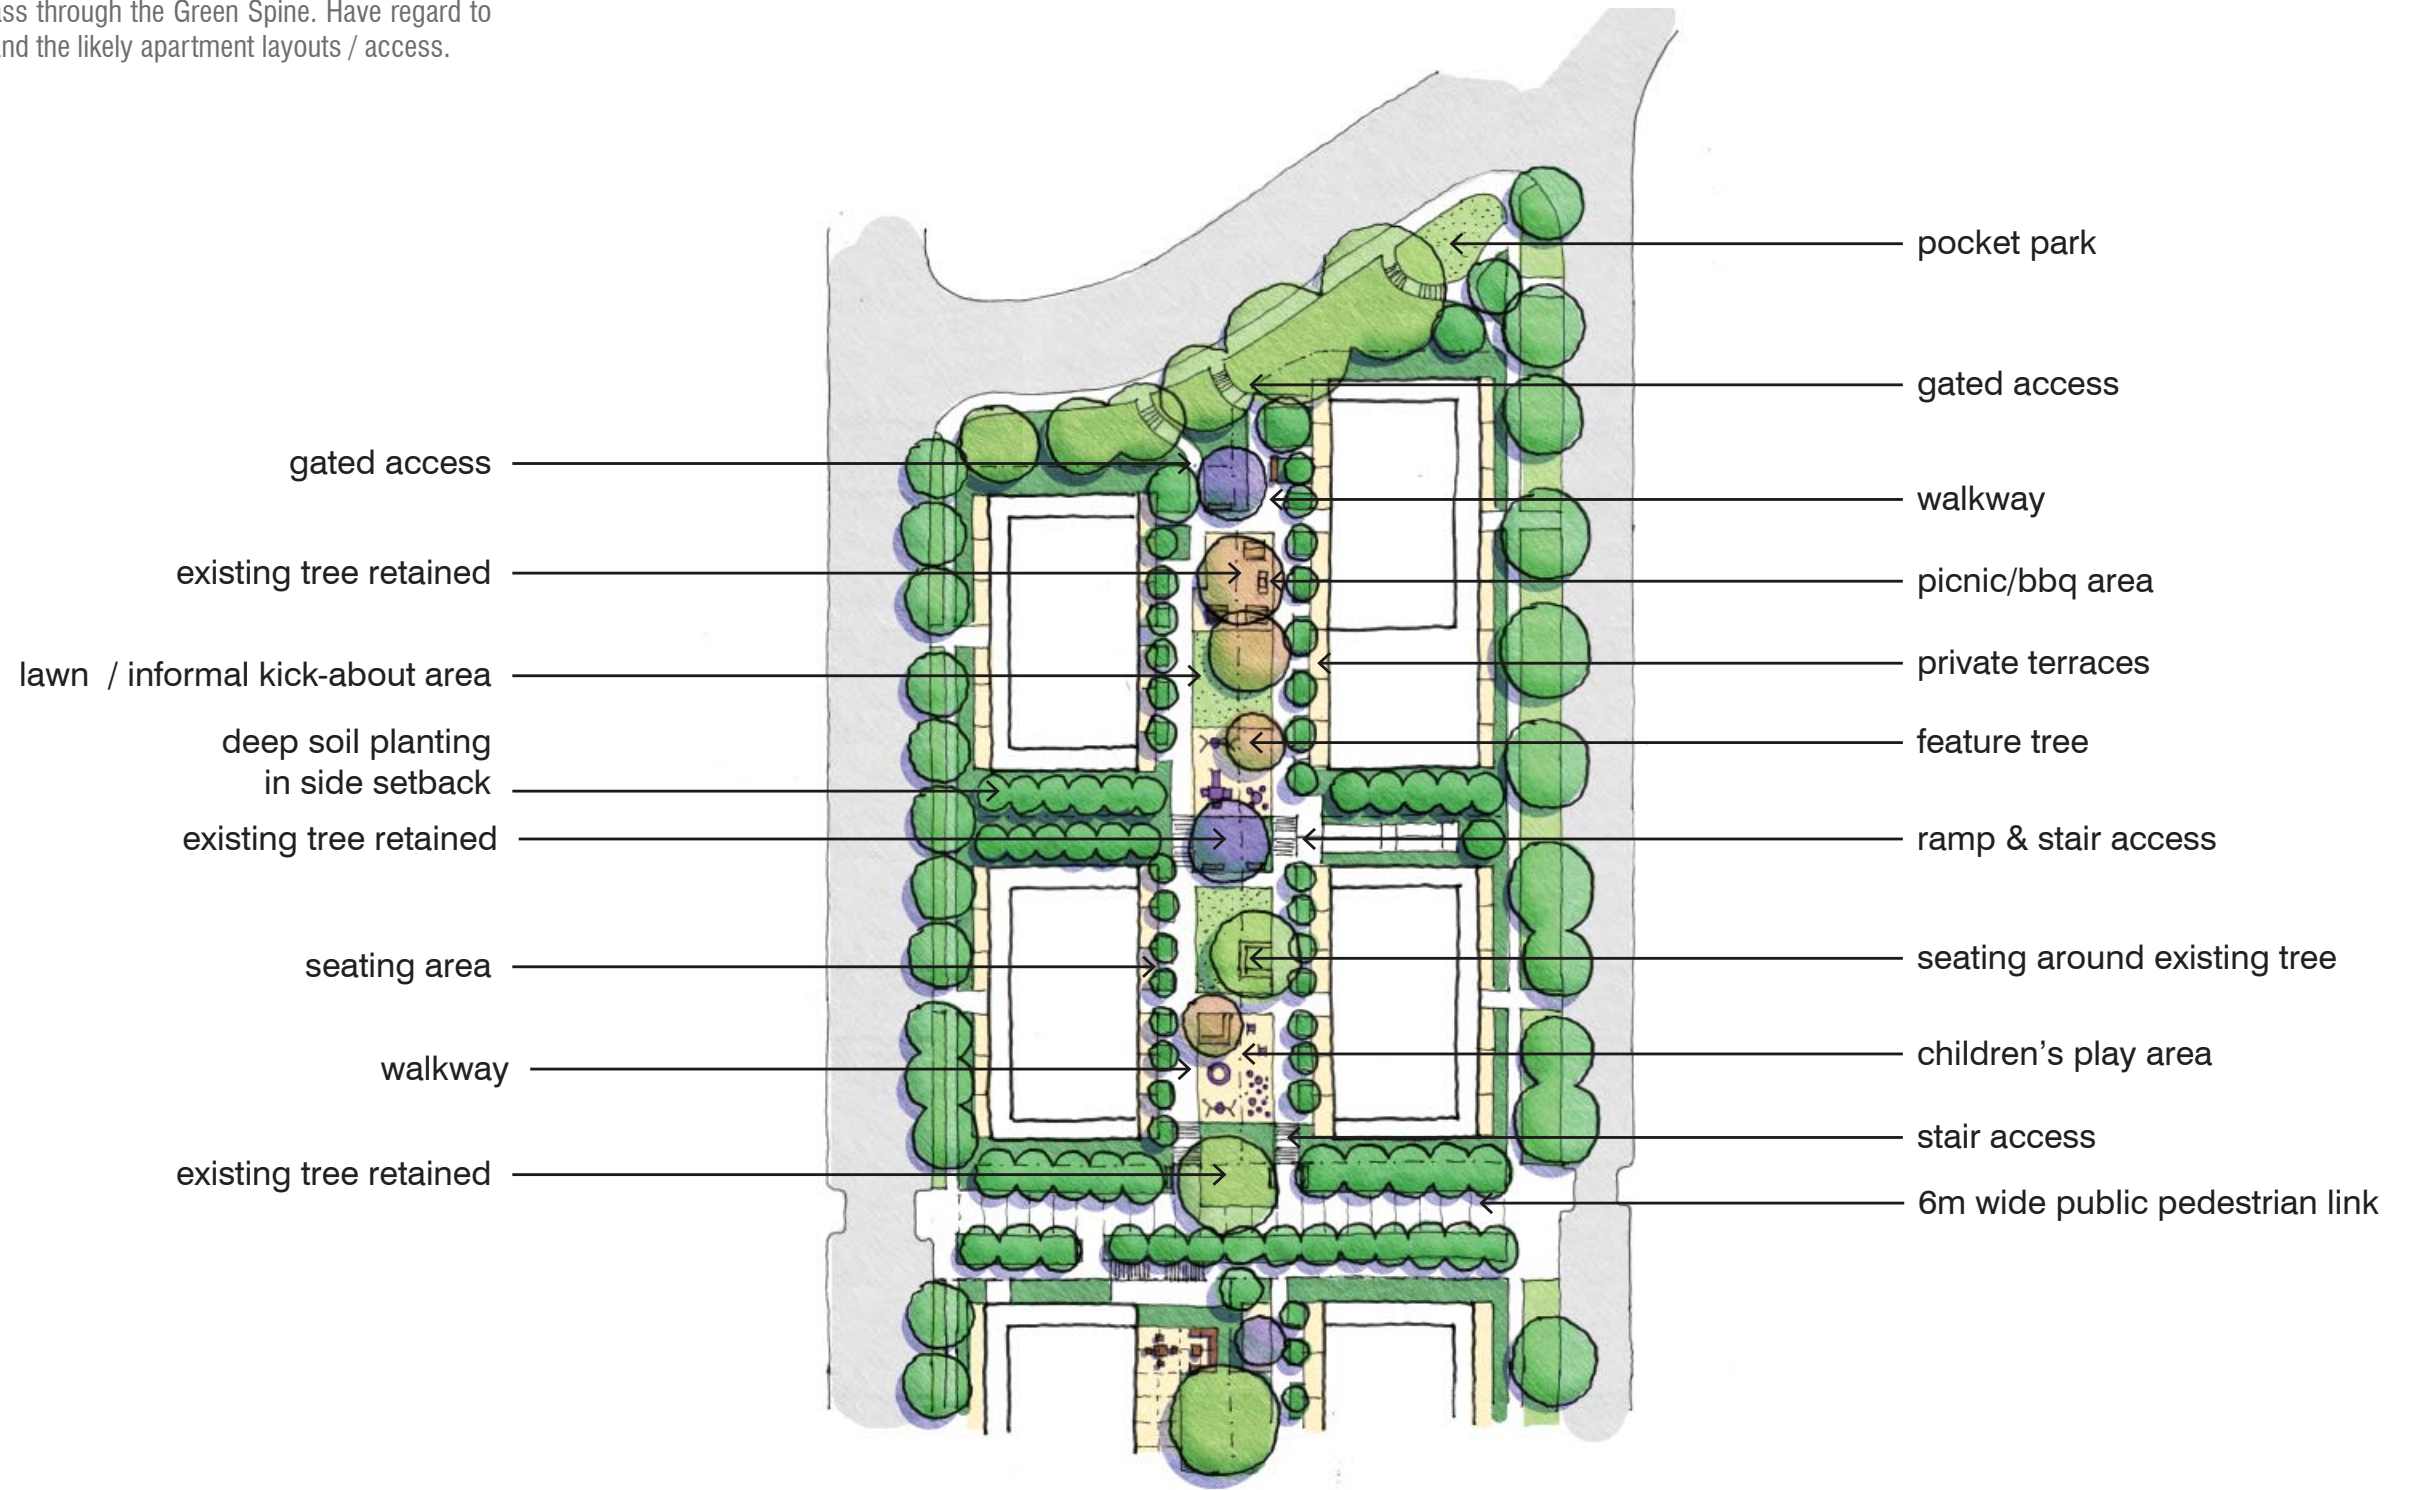 ass through the Green Spine. Have regard to
and the likely apartment layouts / access.
gated access
existing tree retained
lawn / informal kick-about area
deep soil planting
in side setback
existing tree retained
seating area
walkway
existing tree retained
pocket park
gated access
walkway
picnic/bbq area
private terraces
feature tree
ramp & stair access
seating around existing tree
children's play area
stair access
6m wide public pedestrian link